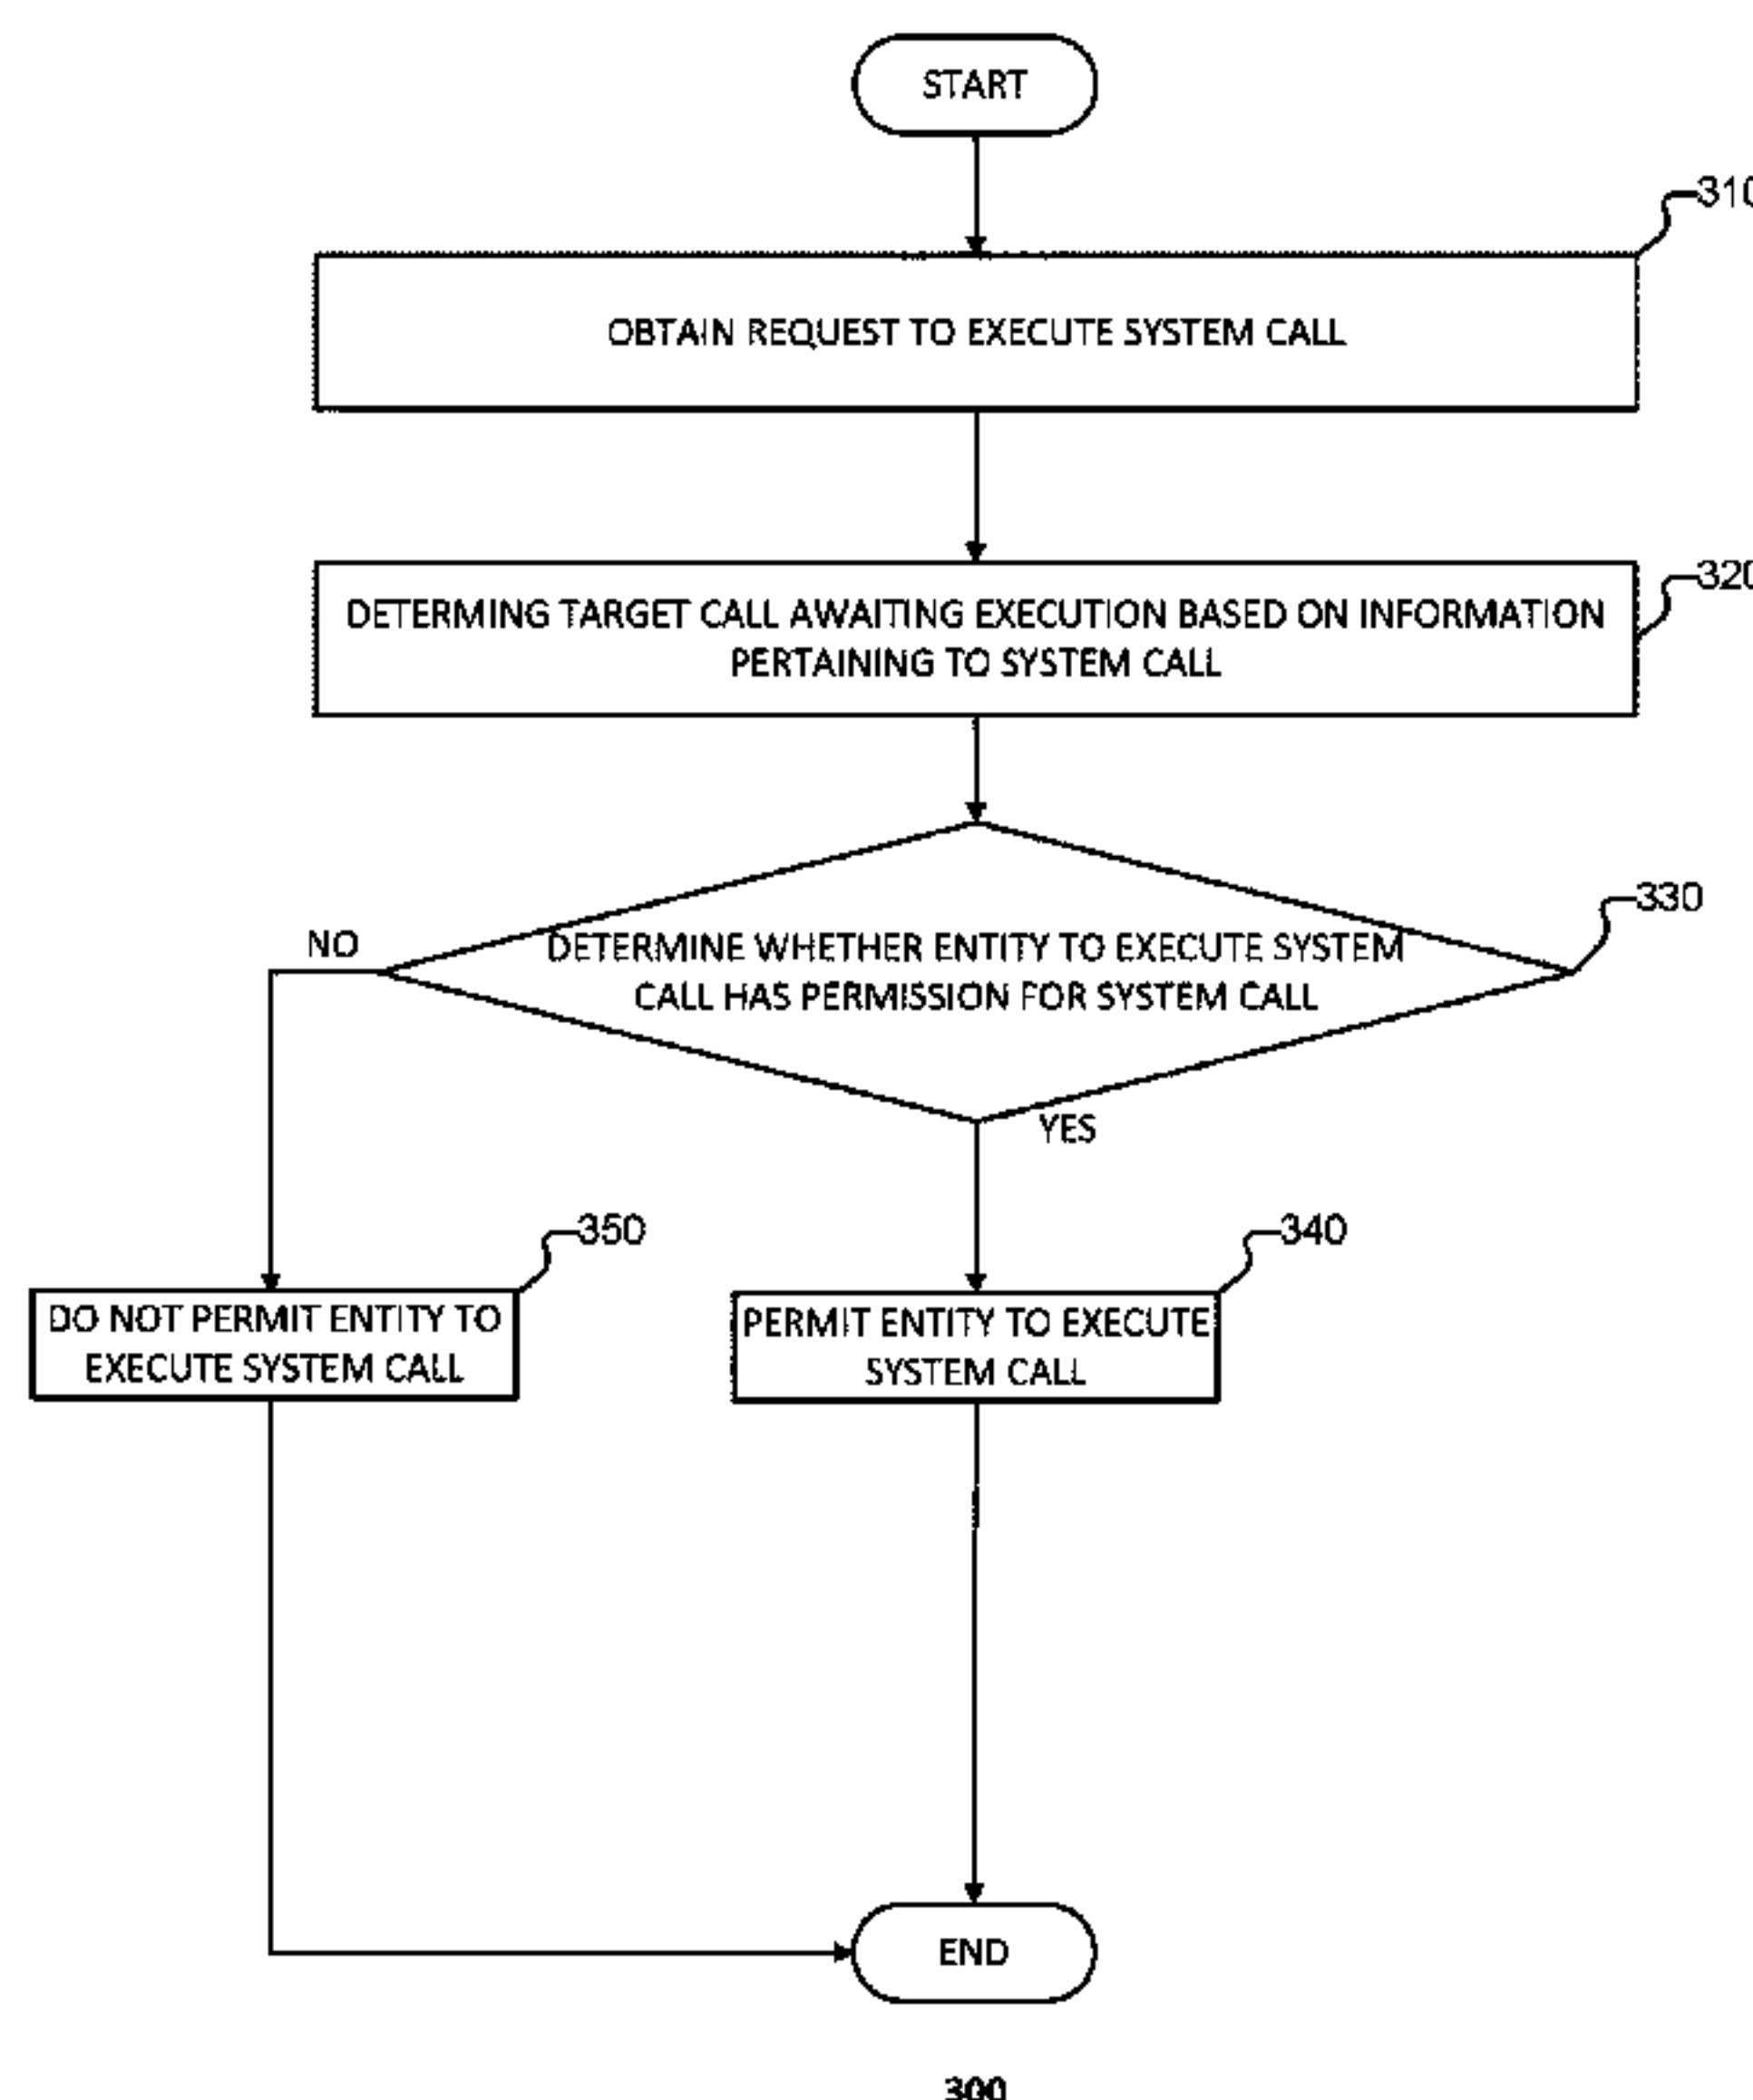 START
310
OBTAIN REQUEST TO EXECUTE SYSTEM CALL
320
DETERMING TARGET CALL AWAITING EXECUTION BASED ON INFORMATION
PERTAINING TO SYSTEM CALL
330
NO
DETERMINE WHETHER ENTITY TO EXECUTE SYSTEM
CALL HAS PERMISSION FOR SYSTEM CALL
YES
350
340
DO NOT PERMIT ENTITY TO
EXECUTE SYSTEM CALL
PERMIT ENTITY TO EXECUTE
SYSTEM CALL
END
300